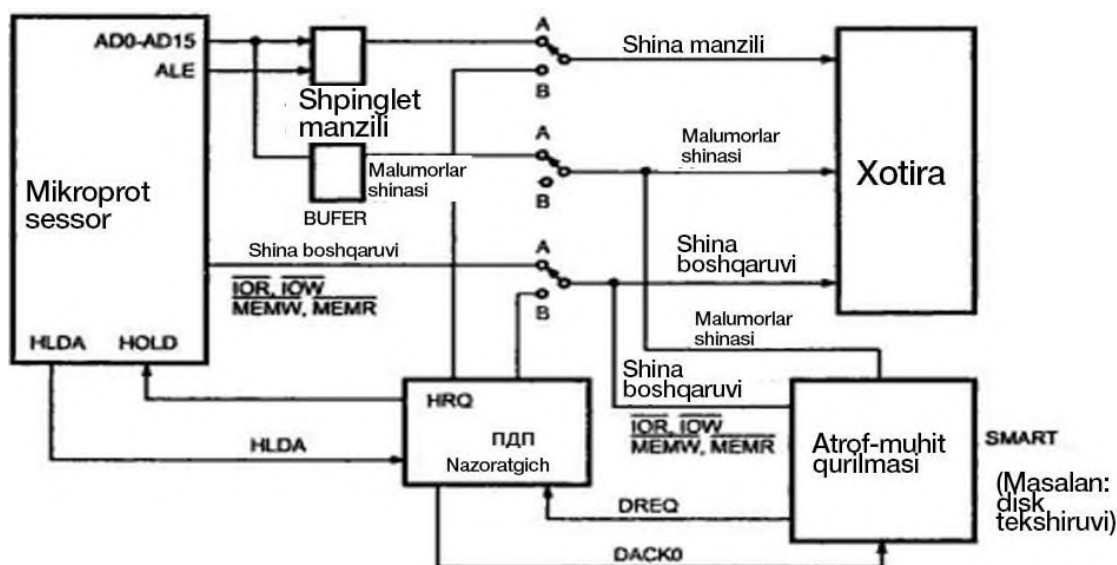 AD0-AD15
ALE
Shpinglet
manzili
A
B
Shina manzili
Mikroprot
sessor
Malumorlar
shinasi
BUFER
A
B
Malumorlar
shinasi
Xotira
Shina boshqaruvi
IOR, IOW
MEMW, MEMR
A
B
Shina
boshqaruvi
Malumorlar
shinasi
HLDA
HOLD
Shina
boshqaruvi
IOR, IOW
MEMW, MEMR
HRQ
ПДП
Nazoratgich
HLDA
Atrof-muhit
qurilmasi
SMART
(Masalan:
disk
tekshiruvi)
DREQ
DACK0